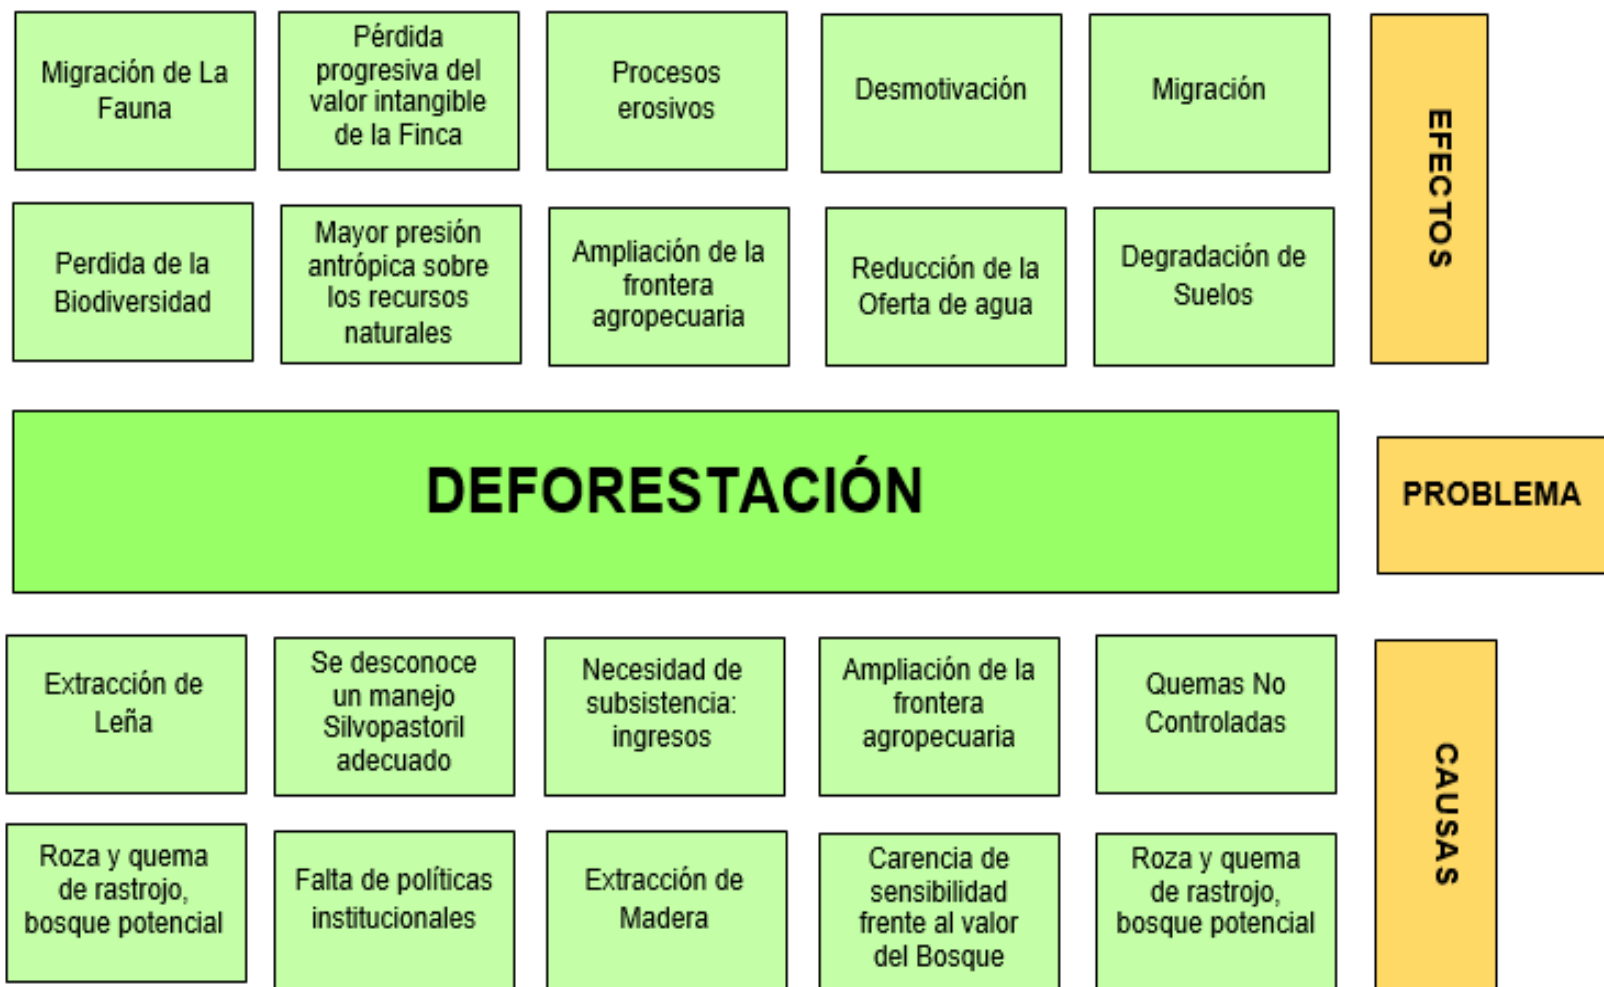 Migración de La
Fauna
Pérdida
progresiva del
valor intangible
de la Finca
Procesos
erosivos
Desmotivación
Migración
EFECTOS
Perdida de la
Biodiversidad
Mayor presión
antrópica sobre
los recursos
naturales
Ampliación de la
frontera
agropecuaria
Reducción de la
Oferta de agua
Degradación de
Suelos
DEFORESTACIÓN
PROBLEMA
Extracción de
Leña
Se desconoce
un manejo
Silvopastoril
adecuado
Necesidad de
subsistencia:
ingresos
Ampliación de la
frontera
agropecuaria
Quemas No
Controladas
CAUSAS
Roza y quema
de rastrojo,
bosque potencial
Falta de políticas
institucionales
Extracción de
Madera
Carencia de
sensibilidad
frente al valor
del Bosque
Roza y quema
de rastrojo,
bosque potencial